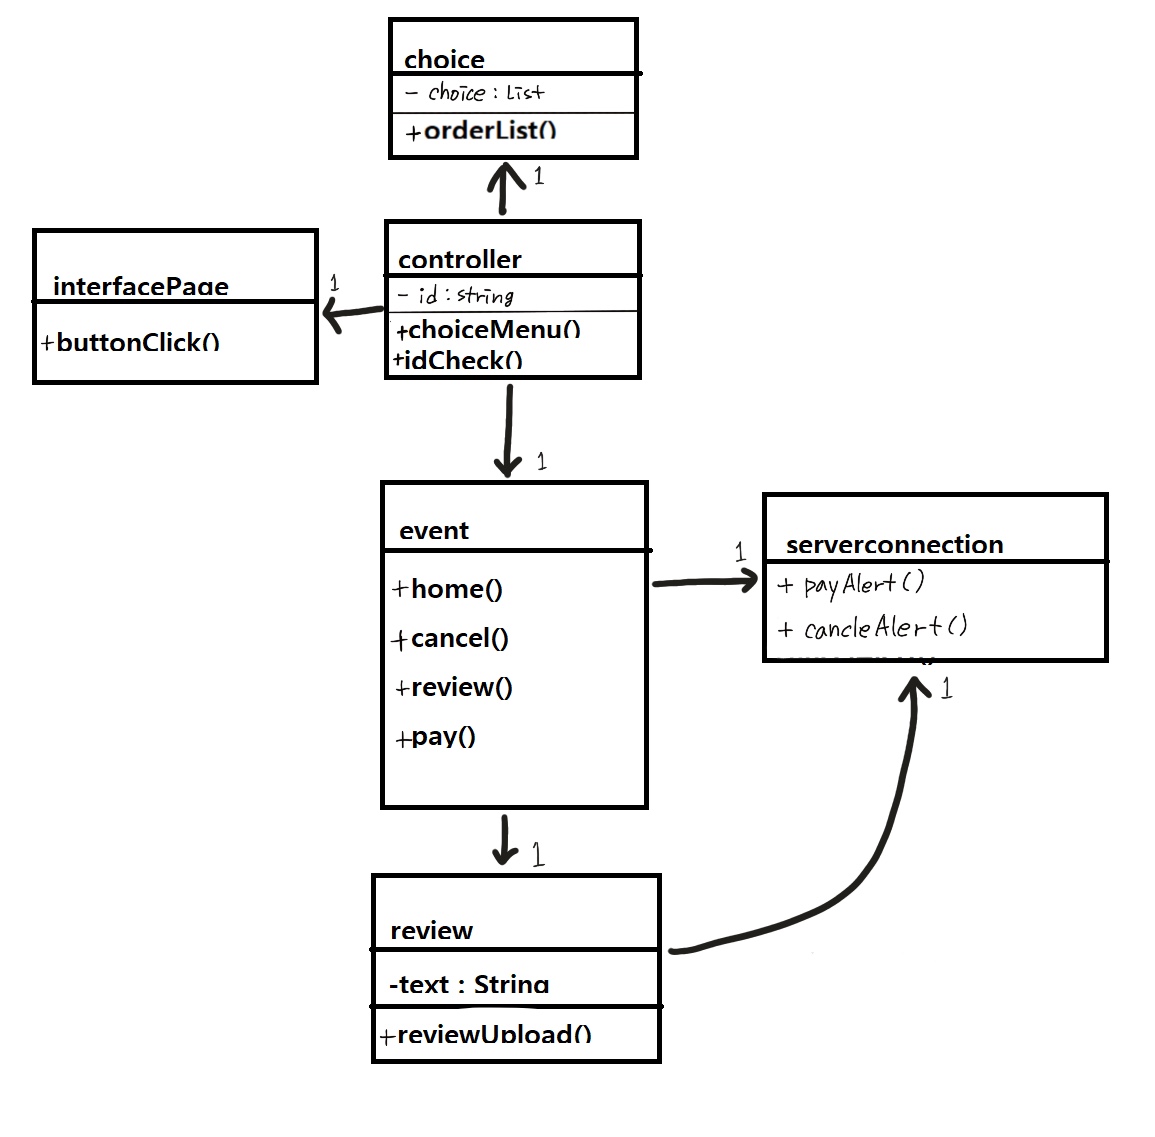 choice
- choice : List
+orderList()
1
controller
- id : string
+choiceMenu()
+idCheck()
1
interfacePage
+buttonClick()
1
event
+home()
+cancel()
+review()
+pay()
1
serverconnection
+ payAlert()
+ cancleAlert()
1
1
review
-text : String
+reviewUpload()